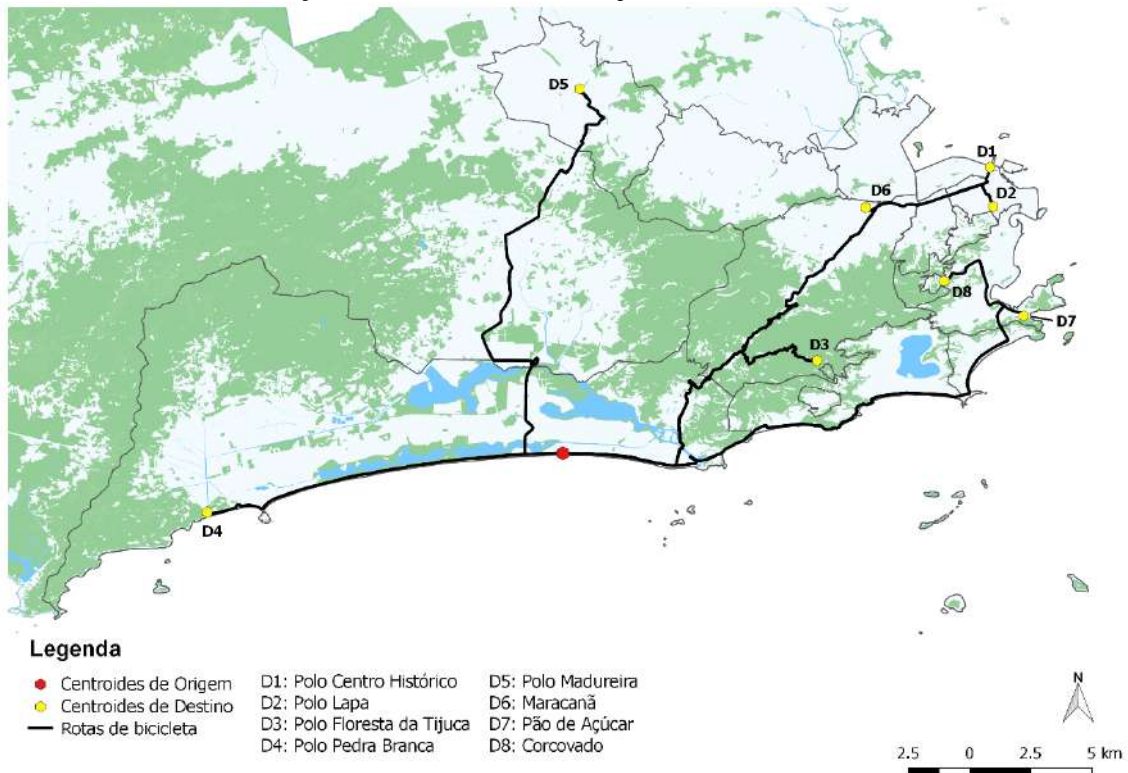 D5
D1
D6
D2
D8
D7
D3
D4
Legenda
Centroides de Origem
Centroides de Destino
Rotas de bicicleta
D1: Polo Centro Histórico
D2: Polo Lapa
D3: Polo Floresta da Tijuca
D4: Polo Pedra Branca
D5: Polo Madureira
D6: Maracanã
D7: Pão de Açúcar
D8: Corcovado
N
2.5 0 2.5 5 km